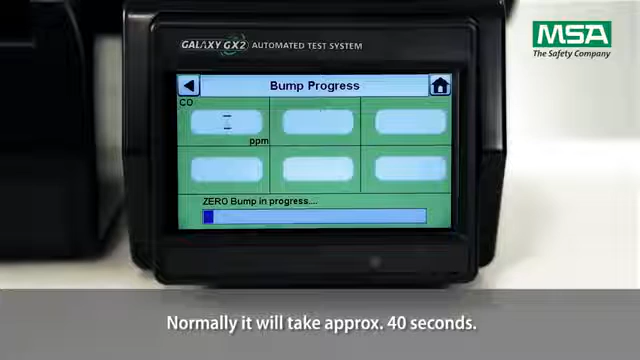 GALAXY GX2 AUTOMATED TEST SYSTEM
MSA
The Safety Company
Bump Progress
CO
ppm
ZERO Bump in progress....
Normally it will take approx. 40 seconds.